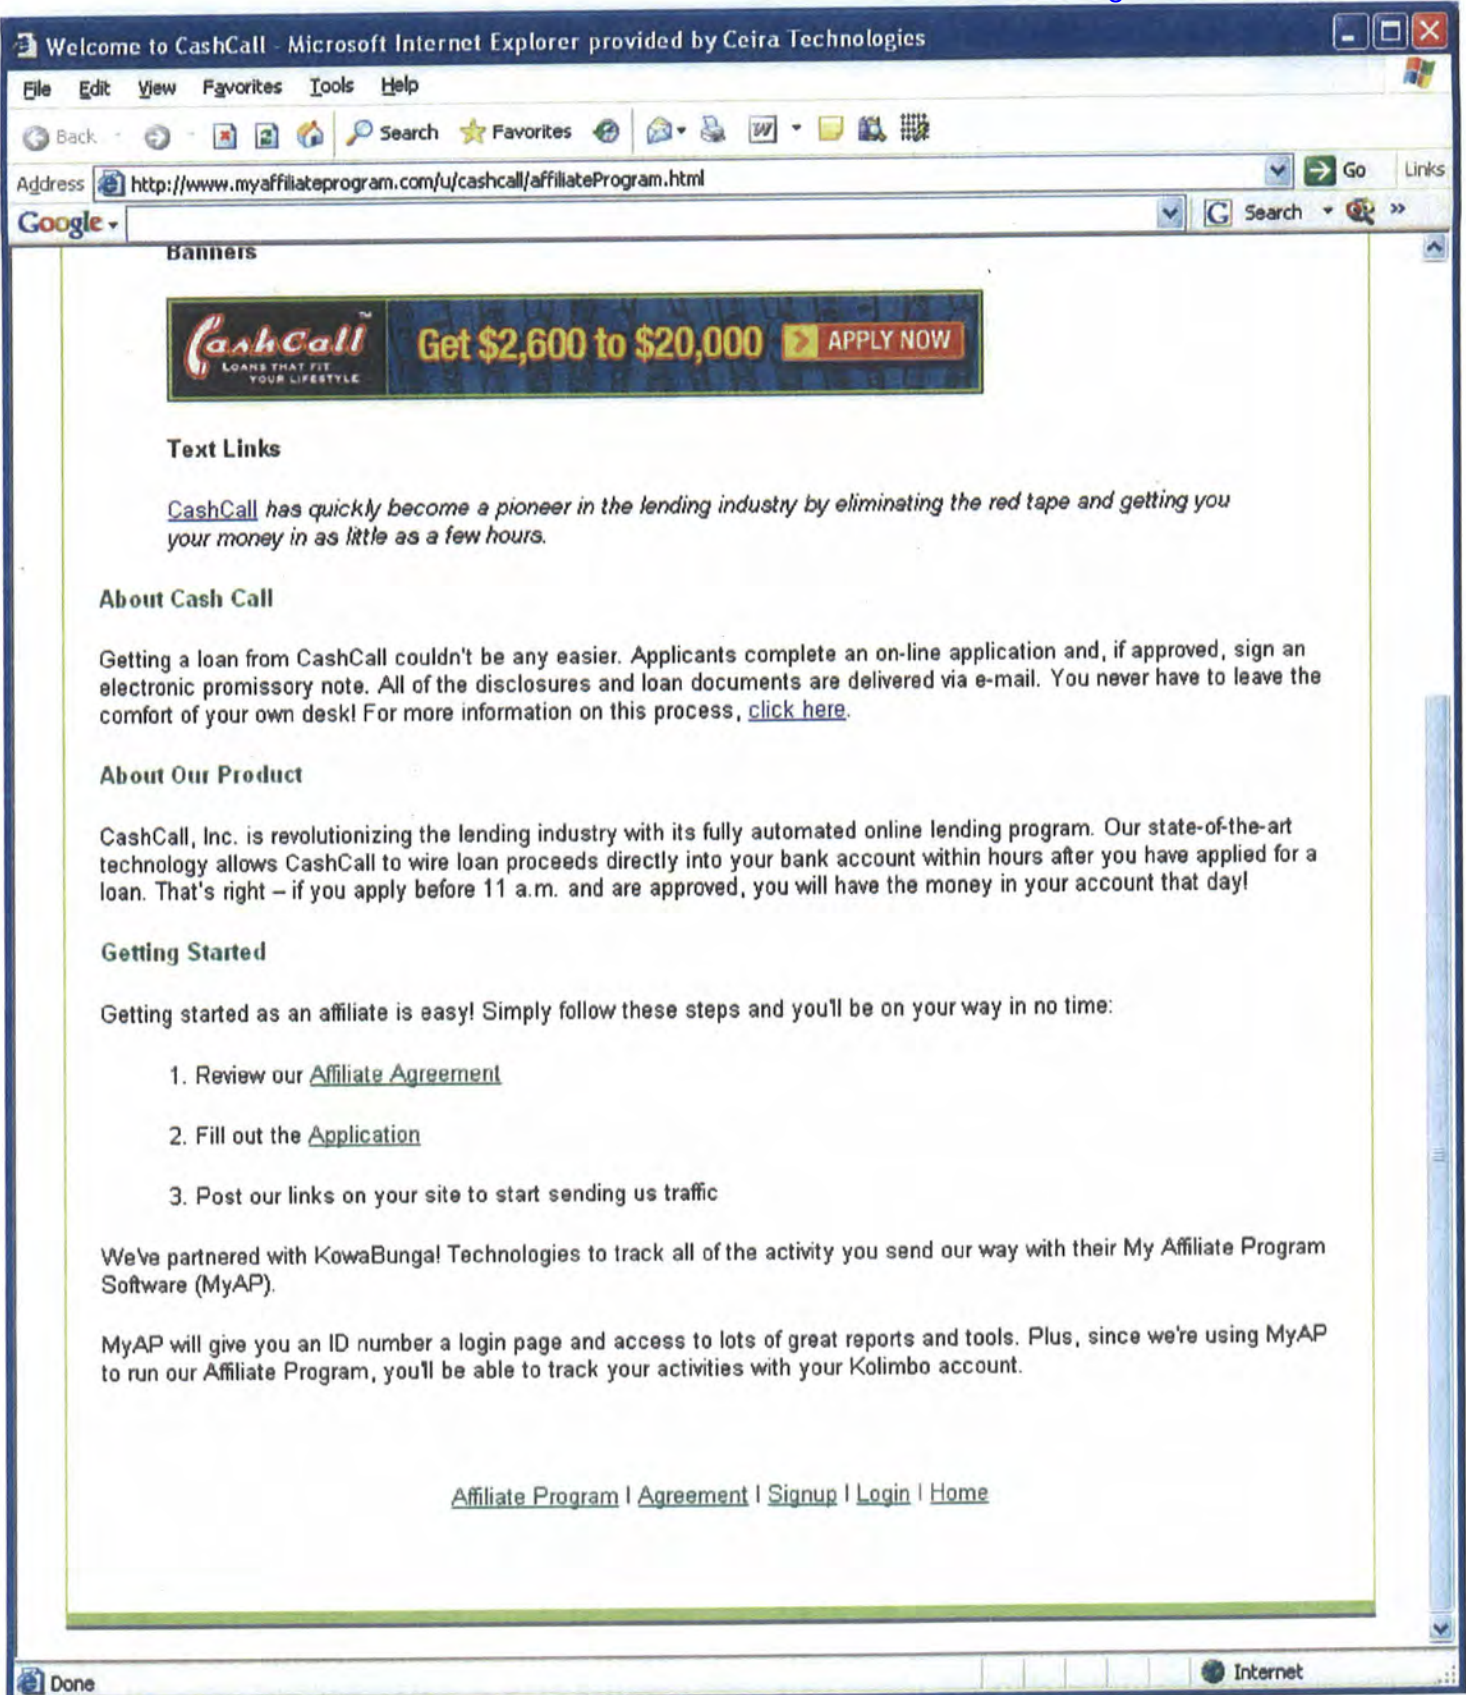 Welcome to CashCall - Microsoft Internet Explorer provided by Ceira Technologies
File Edit View Favorites Tools Help
Back Search Favorites
Address http://www.myaffiliateprogram.com/u/cashcall/affiliateProgram.html Go Links
Google Search »
Banners
CashCall™
LOANS THAT FIT
YOUR LIFESTYLE
Get $2,600 to $20,000 APPLY NOW
Text Links
CashCall has quickly become a pioneer in the lending industry by eliminating the red tape and getting you
your money in as little as a few hours.
About Cash Call
Getting a loan from CashCall couldn't be any easier. Applicants complete an on-line application and, if approved, sign an
electronic promissory note. All of the disclosures and loan documents are delivered via e-mail. You never have to leave the
comfort of your own desk! For more information on this process, click here.
About Our Product
CashCall, Inc. is revolutionizing the lending industry with its fully automated online lending program. Our state-of-the-art
technology allows CashCall to wire loan proceeds directly into your bank account within hours after you have applied for a
loan. That's right – if you apply before 11 a.m. and are approved, you will have the money in your account that day!
Getting Started
Getting started as an affiliate is easy! Simply follow these steps and you'll be on your way in no time:
1. Review our Affiliate Agreement
2. Fill out the Application
3. Post our links on your site to start sending us traffic
We've partnered with KowaBunga! Technologies to track all of the activity you send our way with their My Affiliate Program
Software (MyAP).
MyAP will give you an ID number a login page and access to lots of great reports and tools. Plus, since we're using MyAP
to run our Affiliate Program, you'll be able to track your activities with your Kolimbo account.
Affiliate Program | Agreement | Signup | Login | Home
Done Internet